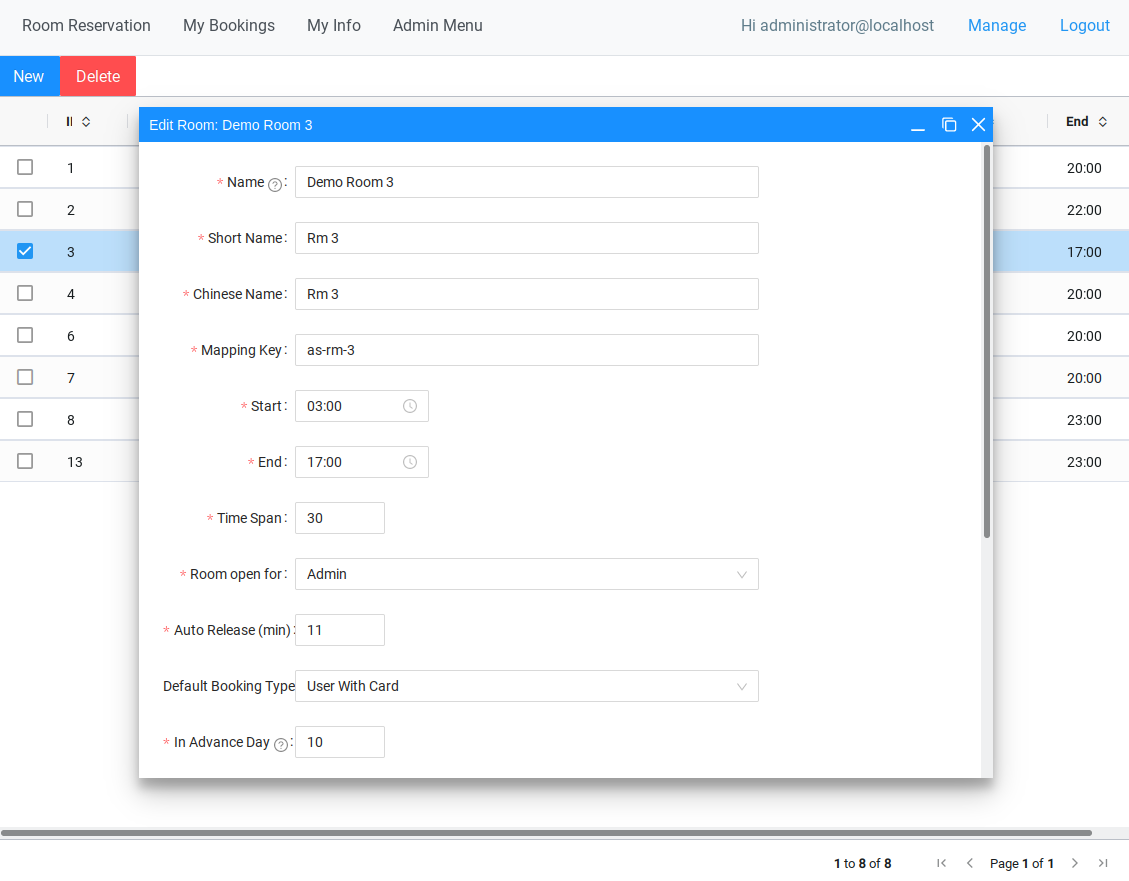 Room Reservation My Bookings My Info Admin Menu Hi administrator@localhost Manage Logout
New Delete
End
Edit Room: Demo Room 3
1 20:00
2 22:00
3 17:00
4 20:00
6 20:00
7 20:00
8 23:00
13 23:00
* Name ? : Demo Room 3
* Short Name : Rm 3
* Chinese Name : Rm 3
* Mapping Key : as-rm-3
* Start : 03:00
* End : 17:00
* Time Span : 30
* Room open for : Admin
* Auto Release (min) : 11
Default Booking Type User With Card
* In Advance Day ? : 10
1 to 8 of 8 Page 1 of 1